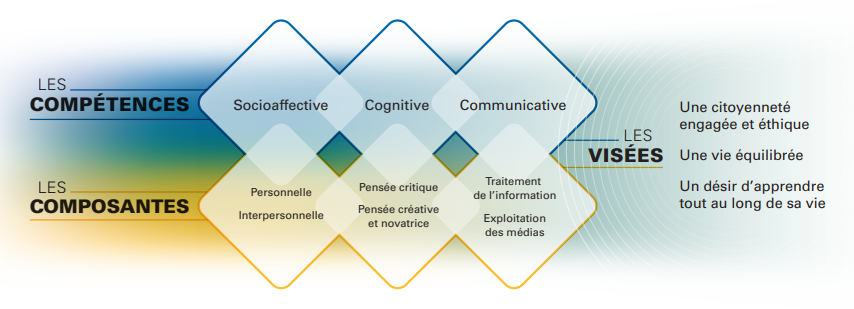 LES
COMPÉTENCES
Socioaffective
Cognitive
Communicative
LES
COMPOSANTES
Personnelle
Interpersonnelle
Pensée critique
Pensée créative
et novatrice
Traitement
de l'information
Exploitation
des médias
LES
VISÉES
Une citoyenneté
engagée et éthique
Une vie équilibrée
Un désir d'apprendre
tout au long de sa vie